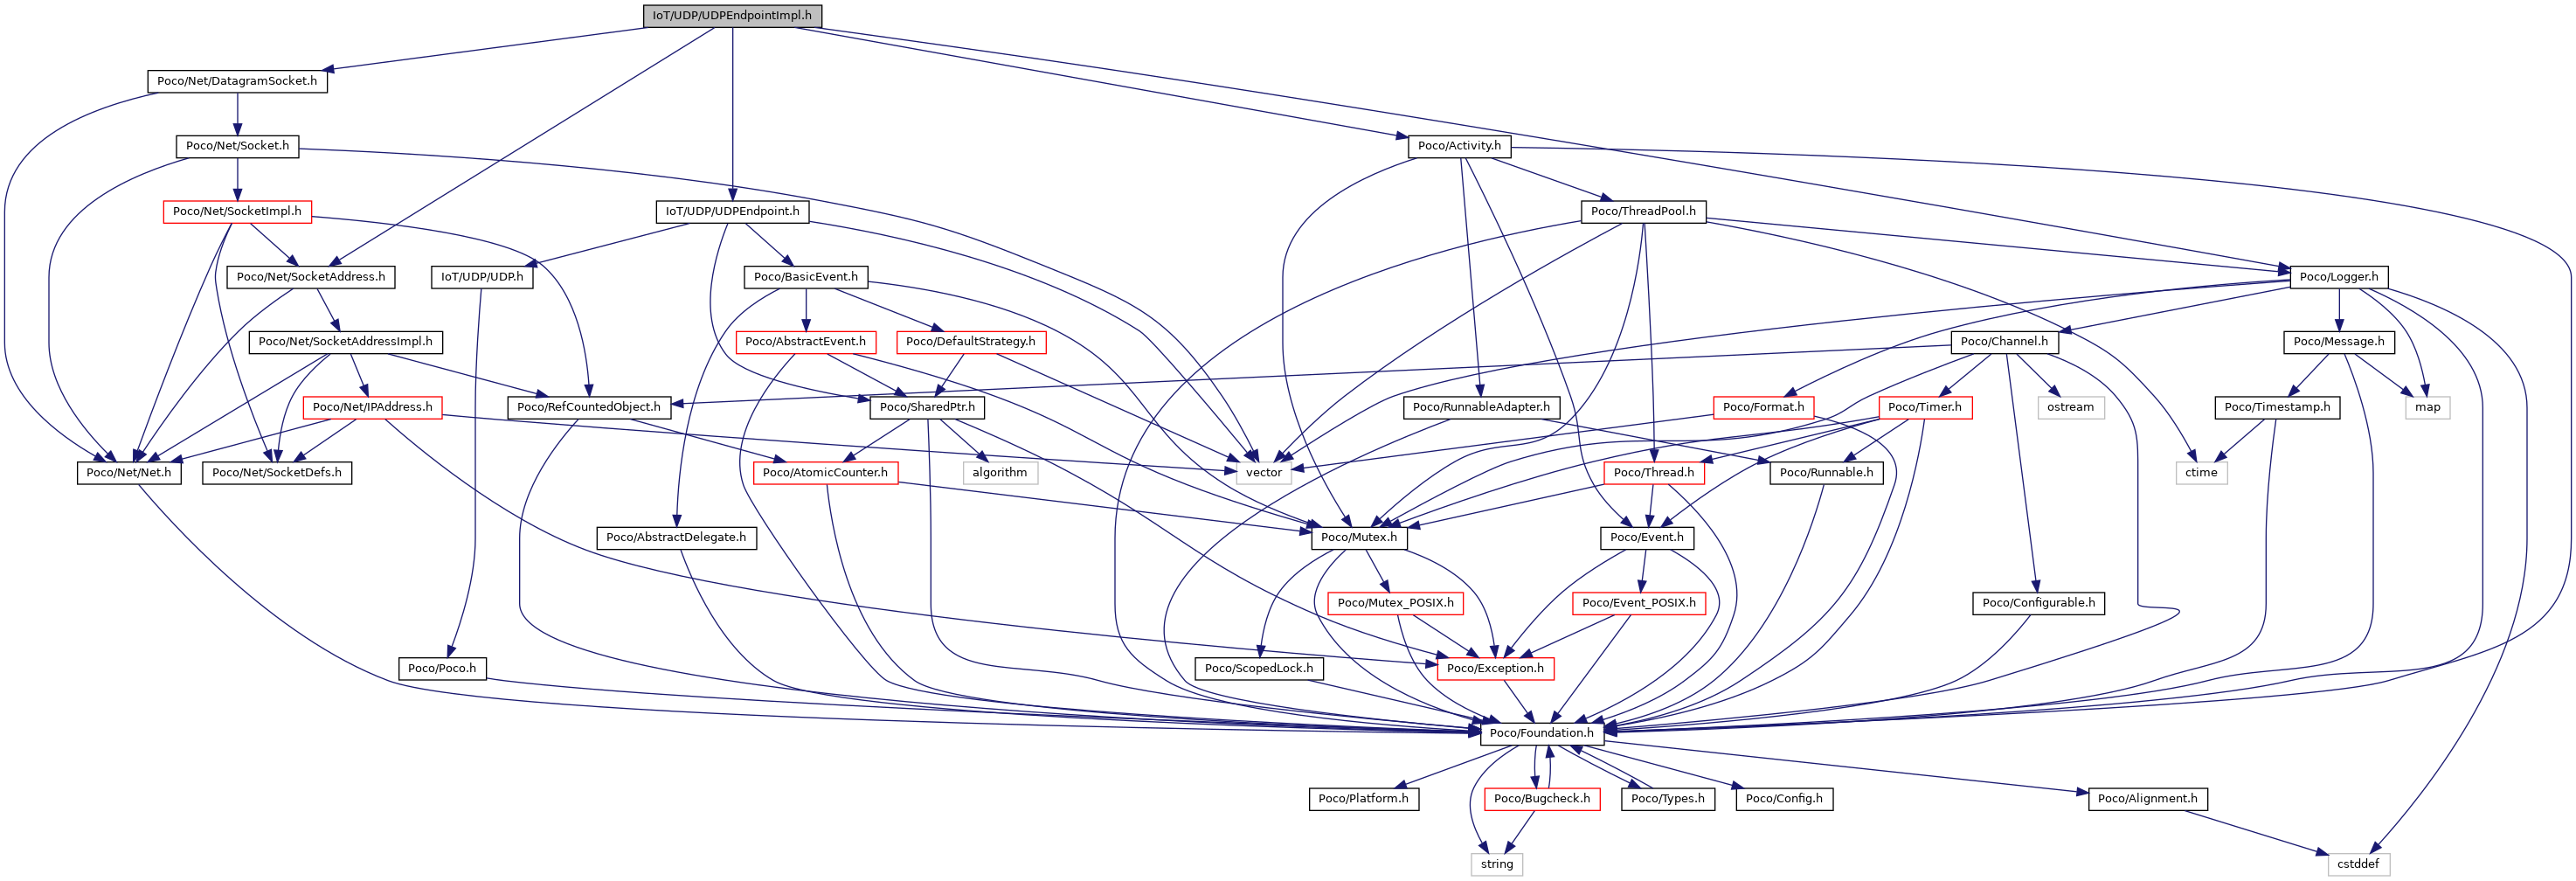 IoT/UDP/UDPEndpointImpl.h
Poco/Net/DatagramSocket.h
Poco/Net/Socket.h
Poco/Activity.h
Poco/Net/SocketImpl.h
IoT/UDP/UDPEndpoint.h
Poco/ThreadPool.h
Poco/Net/SocketAddress.h
IoT/UDP/UDP.h
Poco/BasicEvent.h
Poco/Logger.h
Poco/Net/SocketAddressImpl.h
Poco/AbstractEvent.h
Poco/DefaultStrategy.h
Poco/Channel.h
Poco/Message.h
Poco/Net/IPAddress.h
Poco/RefCountedObject.h
Poco/SharedPtr.h
Poco/RunnableAdapter.h
Poco/Format.h
Poco/Timer.h
ostream
Poco/Timestamp.h
map
Poco/Net/Net.h
Poco/Net/SocketDefs.h
Poco/AtomicCounter.h
algorithm
vector
Poco/Thread.h
Poco/Runnable.h
ctime
Poco/AbstractDelegate.h
Poco/Mutex.h
Poco/Event.h
Poco/Mutex_POSIX.h
Poco/Event_POSIX.h
Poco/Configurable.h
Poco/Poco.h
Poco/ScopedLock.h
Poco/Exception.h
Poco/Foundation.h
Poco/Platform.h
Poco/Bugcheck.h
Poco/Types.h
Poco/Config.h
Poco/Alignment.h
string
cstddef